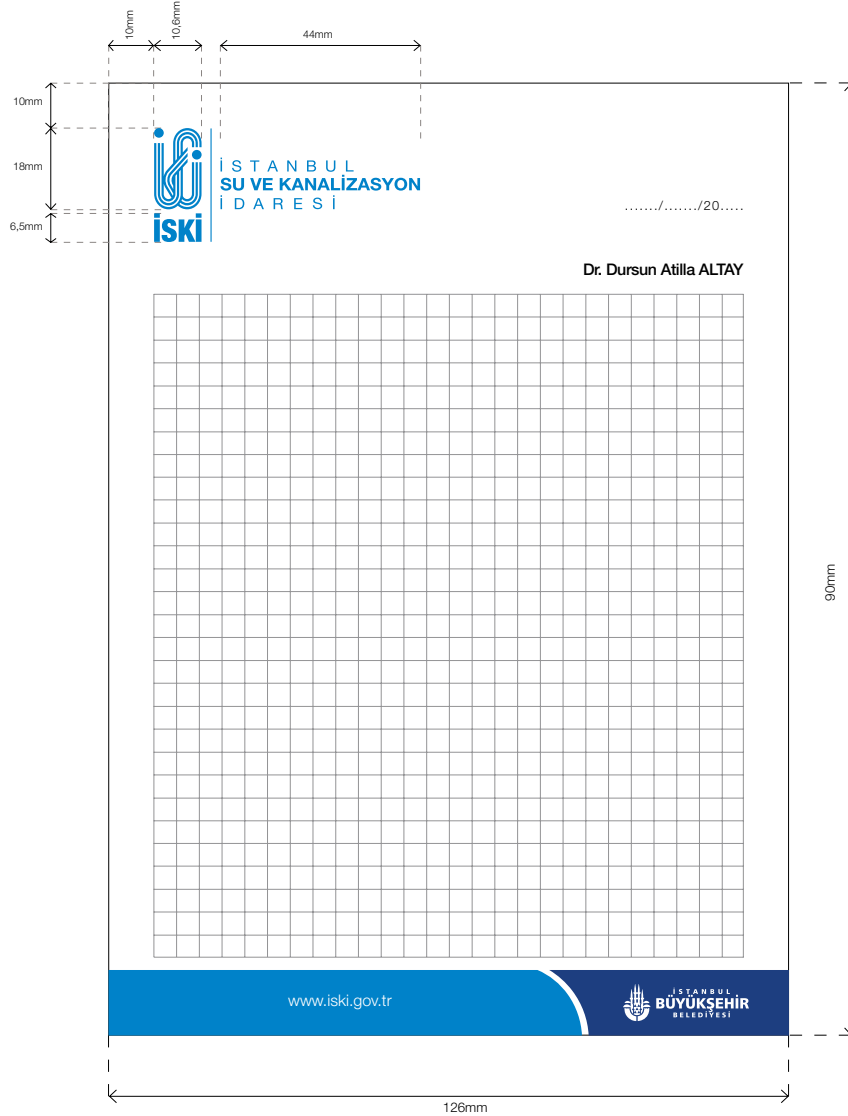 10mm
10,6mm
44mm
10mm
18mm
6,5mm
İSTANBUL
SU VE KANALİZASYON
İDARESİ
İSKİ
......./......./20.....
Dr. Dursun Atilla ALTAY
90mm
www.iski.gov.tr
İSTANBUL
BÜYÜKŞEHİR
BELEDİYESİ
126mm